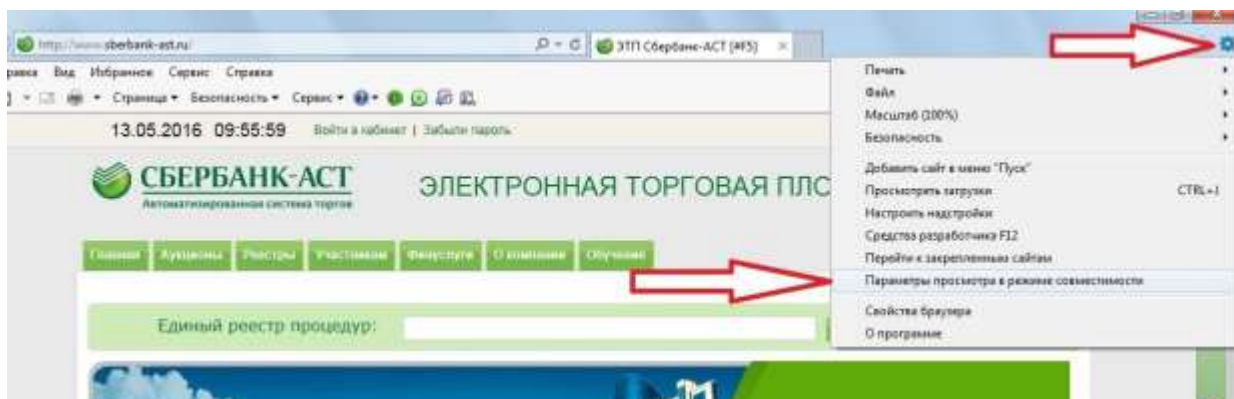 http://www.sberbank-ast.ru/
ЭТП Сбербанк-АСТ [#F5]
Вид Избранное Сервис Справка
Страница Безопасность Сервис
13.05.2016 09:55:59 Войти в кабинет | Забыли пароль
СБЕРБАНК-АСТ
Автоматизированная система торгов
ЭЛЕКТРОННАЯ ТОРГОВАЯ ПЛО
Главная Аукционы Реестры Участникам Финуслуги О компании Обучение
Единый реестр процедур:
Печать
Файл
Масштаб (200%)
Безопасность
Добавить сайт в меню "Пуск"
Просмотреть загрузки CTRL+J
Настроить надстройки
Средства разработчика F12
Перейти к закрепленным сайтам
Параметры просмотра в режиме совместимости
Свойства браузера
О программе